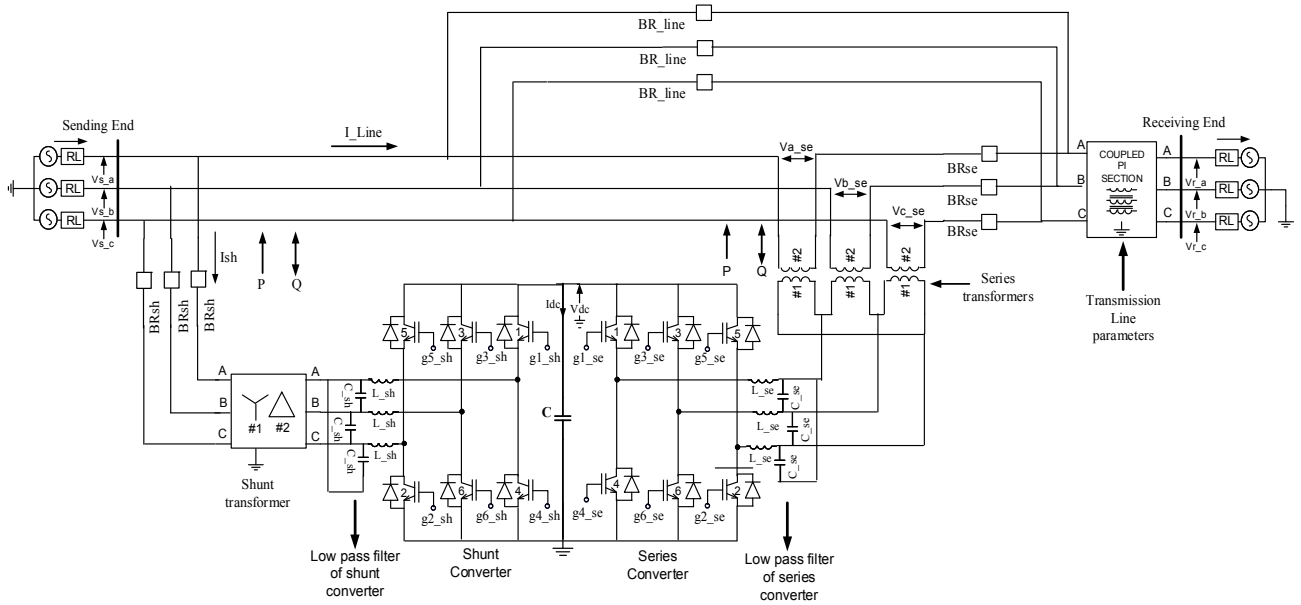 BR_line
BR_line
BR_line
Sending End
I_Line
Receiving End
Va_se
Vb_se
Vc_se
RL
RL
RL
Vs_a
Vs_b
Vs_c
BRse
BRse
BRse
A
B
C
COUPLED
PI
SECTION
A
B
C
Vr_a
Vr_b
Vr_c
RL
RL
RL
Ish
P
Q
P
Q
#2
#2
#2
#1
#1
#1
Series
transformers
Transmission
Line
parameters
BRsh
BRsh
BRsh
Idc
Vdc
5
3
1
1
3
5
g5_sh
g3_sh
g1_sh
g1_se
g3_se
g5_se
A
B
C
#1
#2
A
B
C
Shunt
transformer
C_sh
C_sh
C_sh
L_sh
L_sh
L_sh
C
L_se
L_se
L_se
C_se
C_se
C_se
2
6
4
4
6
2
g2_sh
g6_sh
g4_sh
g4_se
g6_se
g2_se
Low pass filter
of shunt
converter
Shunt
Converter
Series
Converter
Low pass filter
of series
converter